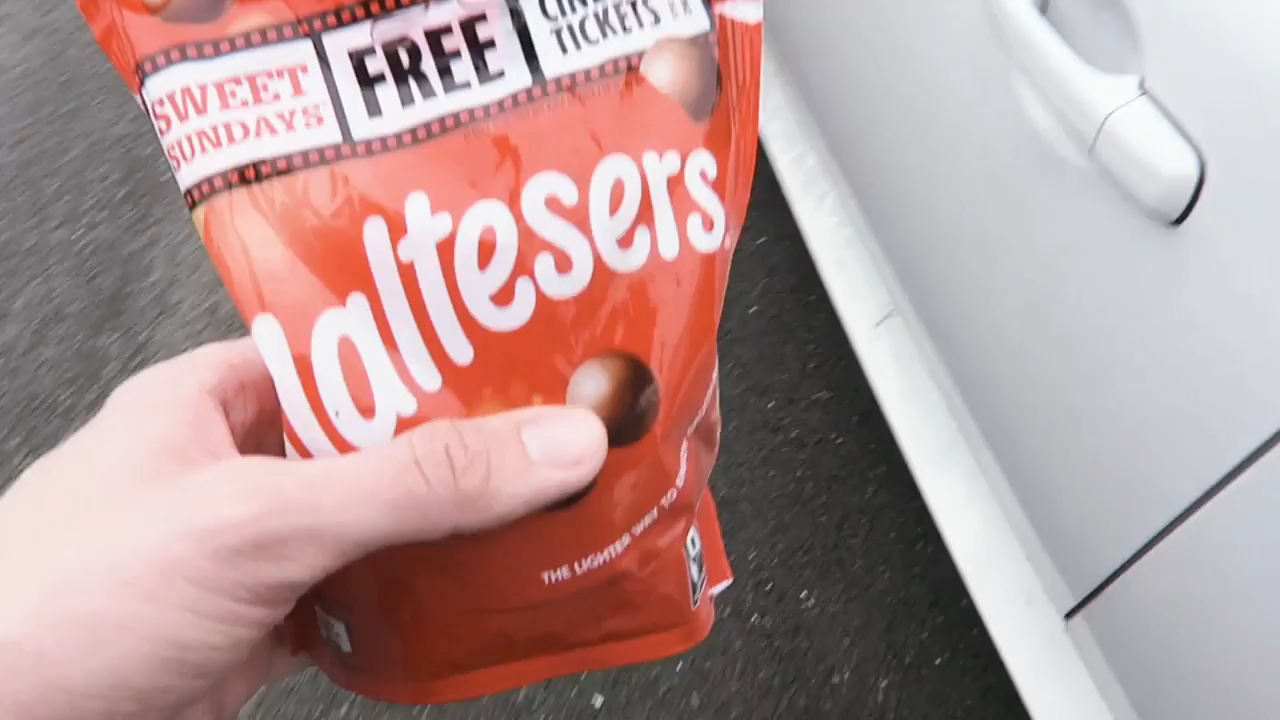 SWEET
SUNDAYS
FREE
TICKETS
altesers
THE LIGHTER WAY TO